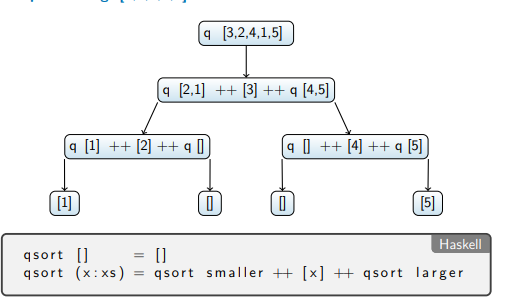 q [3,2,4,1,5]
q [2,1] ++ [3] ++ q [4,5]
q [1] ++ [2] ++ q []
q [] ++ [4] ++ q [5]
[1]
[]
[]
[5]
Haskell
qsort [] = []
qsort (x:xs) = qsort smaller ++ [x] ++ qsort larger